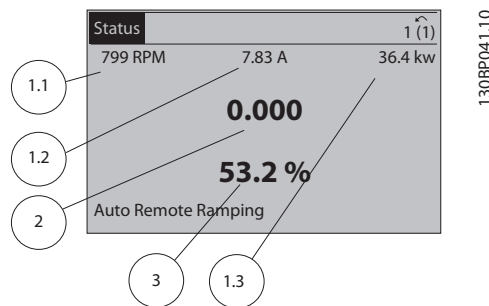 Status 1 (1)
799 RPM 7.83 A 36.4 kw
0.000
53.2 %
Auto Remote Ramping
1.1
1.2
2
3
1.3
130BP041.10